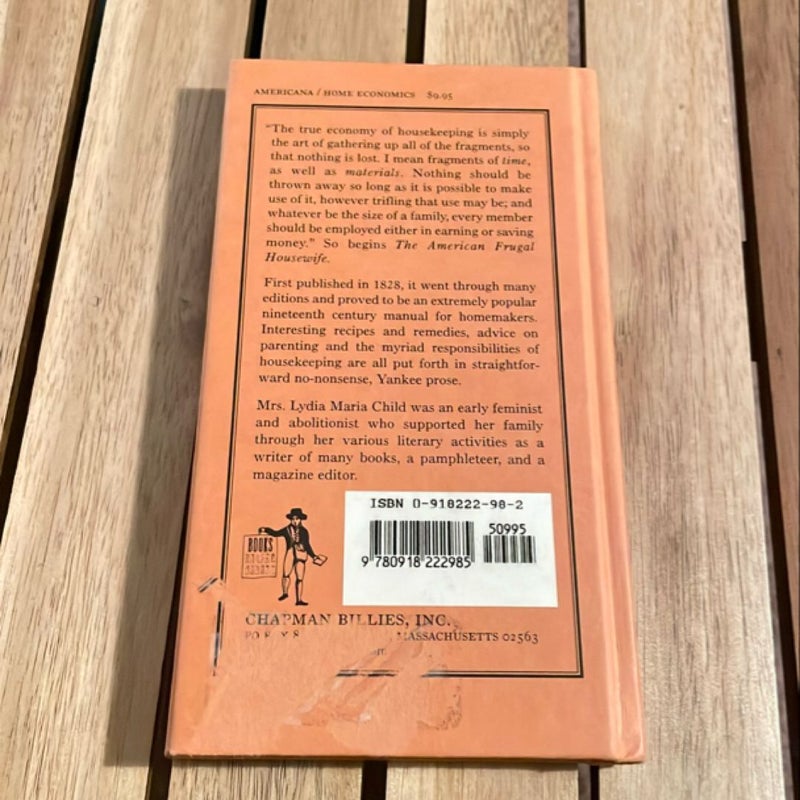 AMERICANA / HOME ECONOMICS $9.95
"The true economy of housekeeping is simply
the art of gathering up all of the fragments, so
that nothing is lost. I mean fragments of time,
as well as materials. Nothing should be
thrown away so long as it is possible to make
use of it, however trifling that use may be; and
whatever be the size of a family, every member
should be employed either in earning or saving
money." So begins The American Frugal
Housewife.
First published in 1828, it went through many
editions and proved to be an extremely popular
nineteenth century manual for homemakers.
Interesting recipes and remedies, advice on
parenting and the myriad responsibilities of
housekeeping are all put forth in straightfor-
ward no-nonsense, Yankee prose.
Mrs. Lydia Maria Child was an early feminist
and abolitionist who supported her family
through her various literary activities as a
writer of many books, a pamphleteer, and a
magazine editor.
ISBN 0-918222-98-2
50995
9 780918 222985
BOOKS
CHAPMAN BILLIES, INC.
MASSACHUSETTS 02563